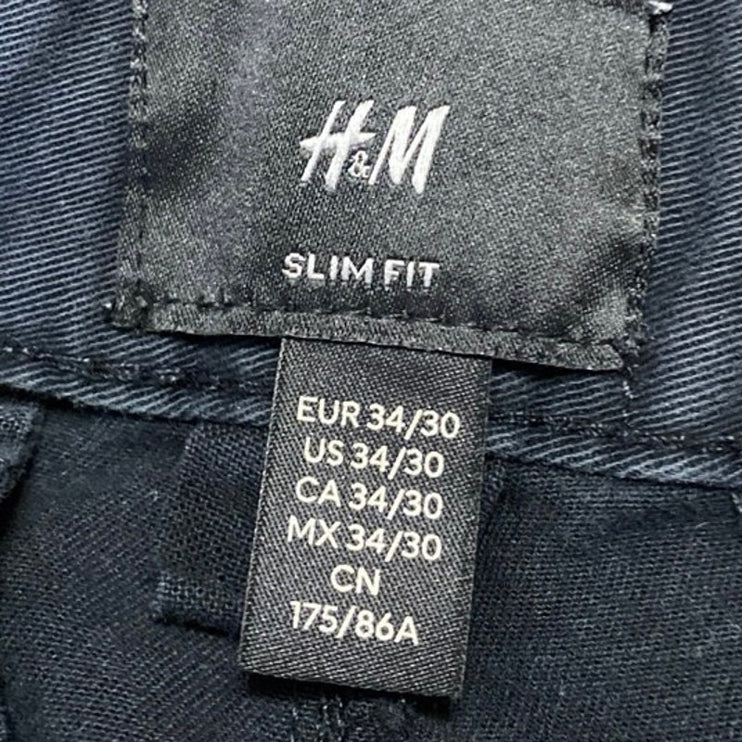 H&M
SLIM FIT
EUR 34/30
US 34/30
CA 34/30
MX 34/30
CN
175/86A